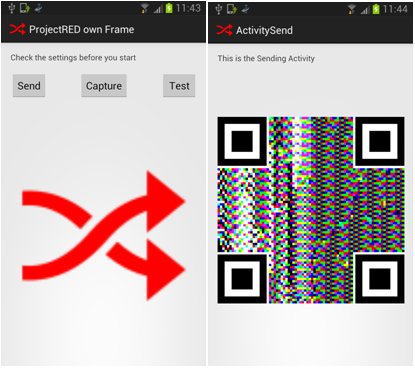 11:43
ProjectRED own Frame
Check the settings before you start
Send Capture Test
11:44
ActivitySend
This is the Sending Activity